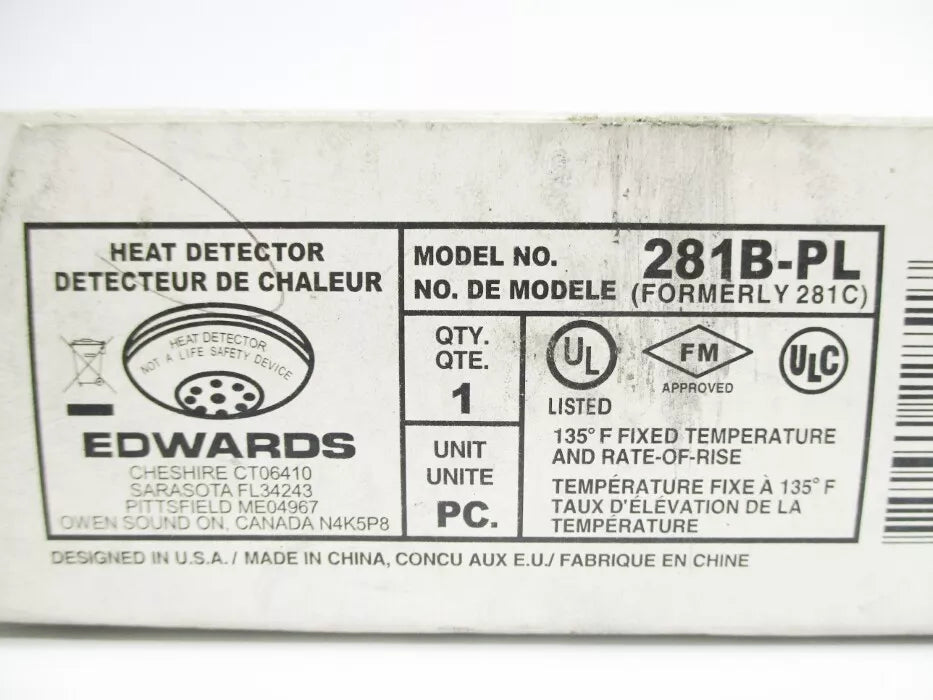 HEAT DETECTOR
DETECTEUR DE CHALEUR
HEAT DETECTOR
NOT A LIFE SAFETY DEVICE
EDWARDS
CHESHIRE CT06410
SARASOTA FL34243
PITTSFIELD ME04967
OWEN SOUND ON, CANADA N4K5P8
MODEL NO.
NO. DE MODELE
281B-PL
(FORMERLY 281C)
QTY.
QTE.
1
UNIT
UNITE
PC.
UL
LISTED
FM
APPROVED
ULC
135° F FIXED TEMPERATURE
AND RATE-OF-RISE
TEMPÉRATURE FIXE À 135° F
TAUX D'ÉLEVATION DE LA
TEMPÉRATURE
DESIGNED IN U.S.A. / MADE IN CHINA, CONCU AUX E.U./ FABRIQUE EN CHINE